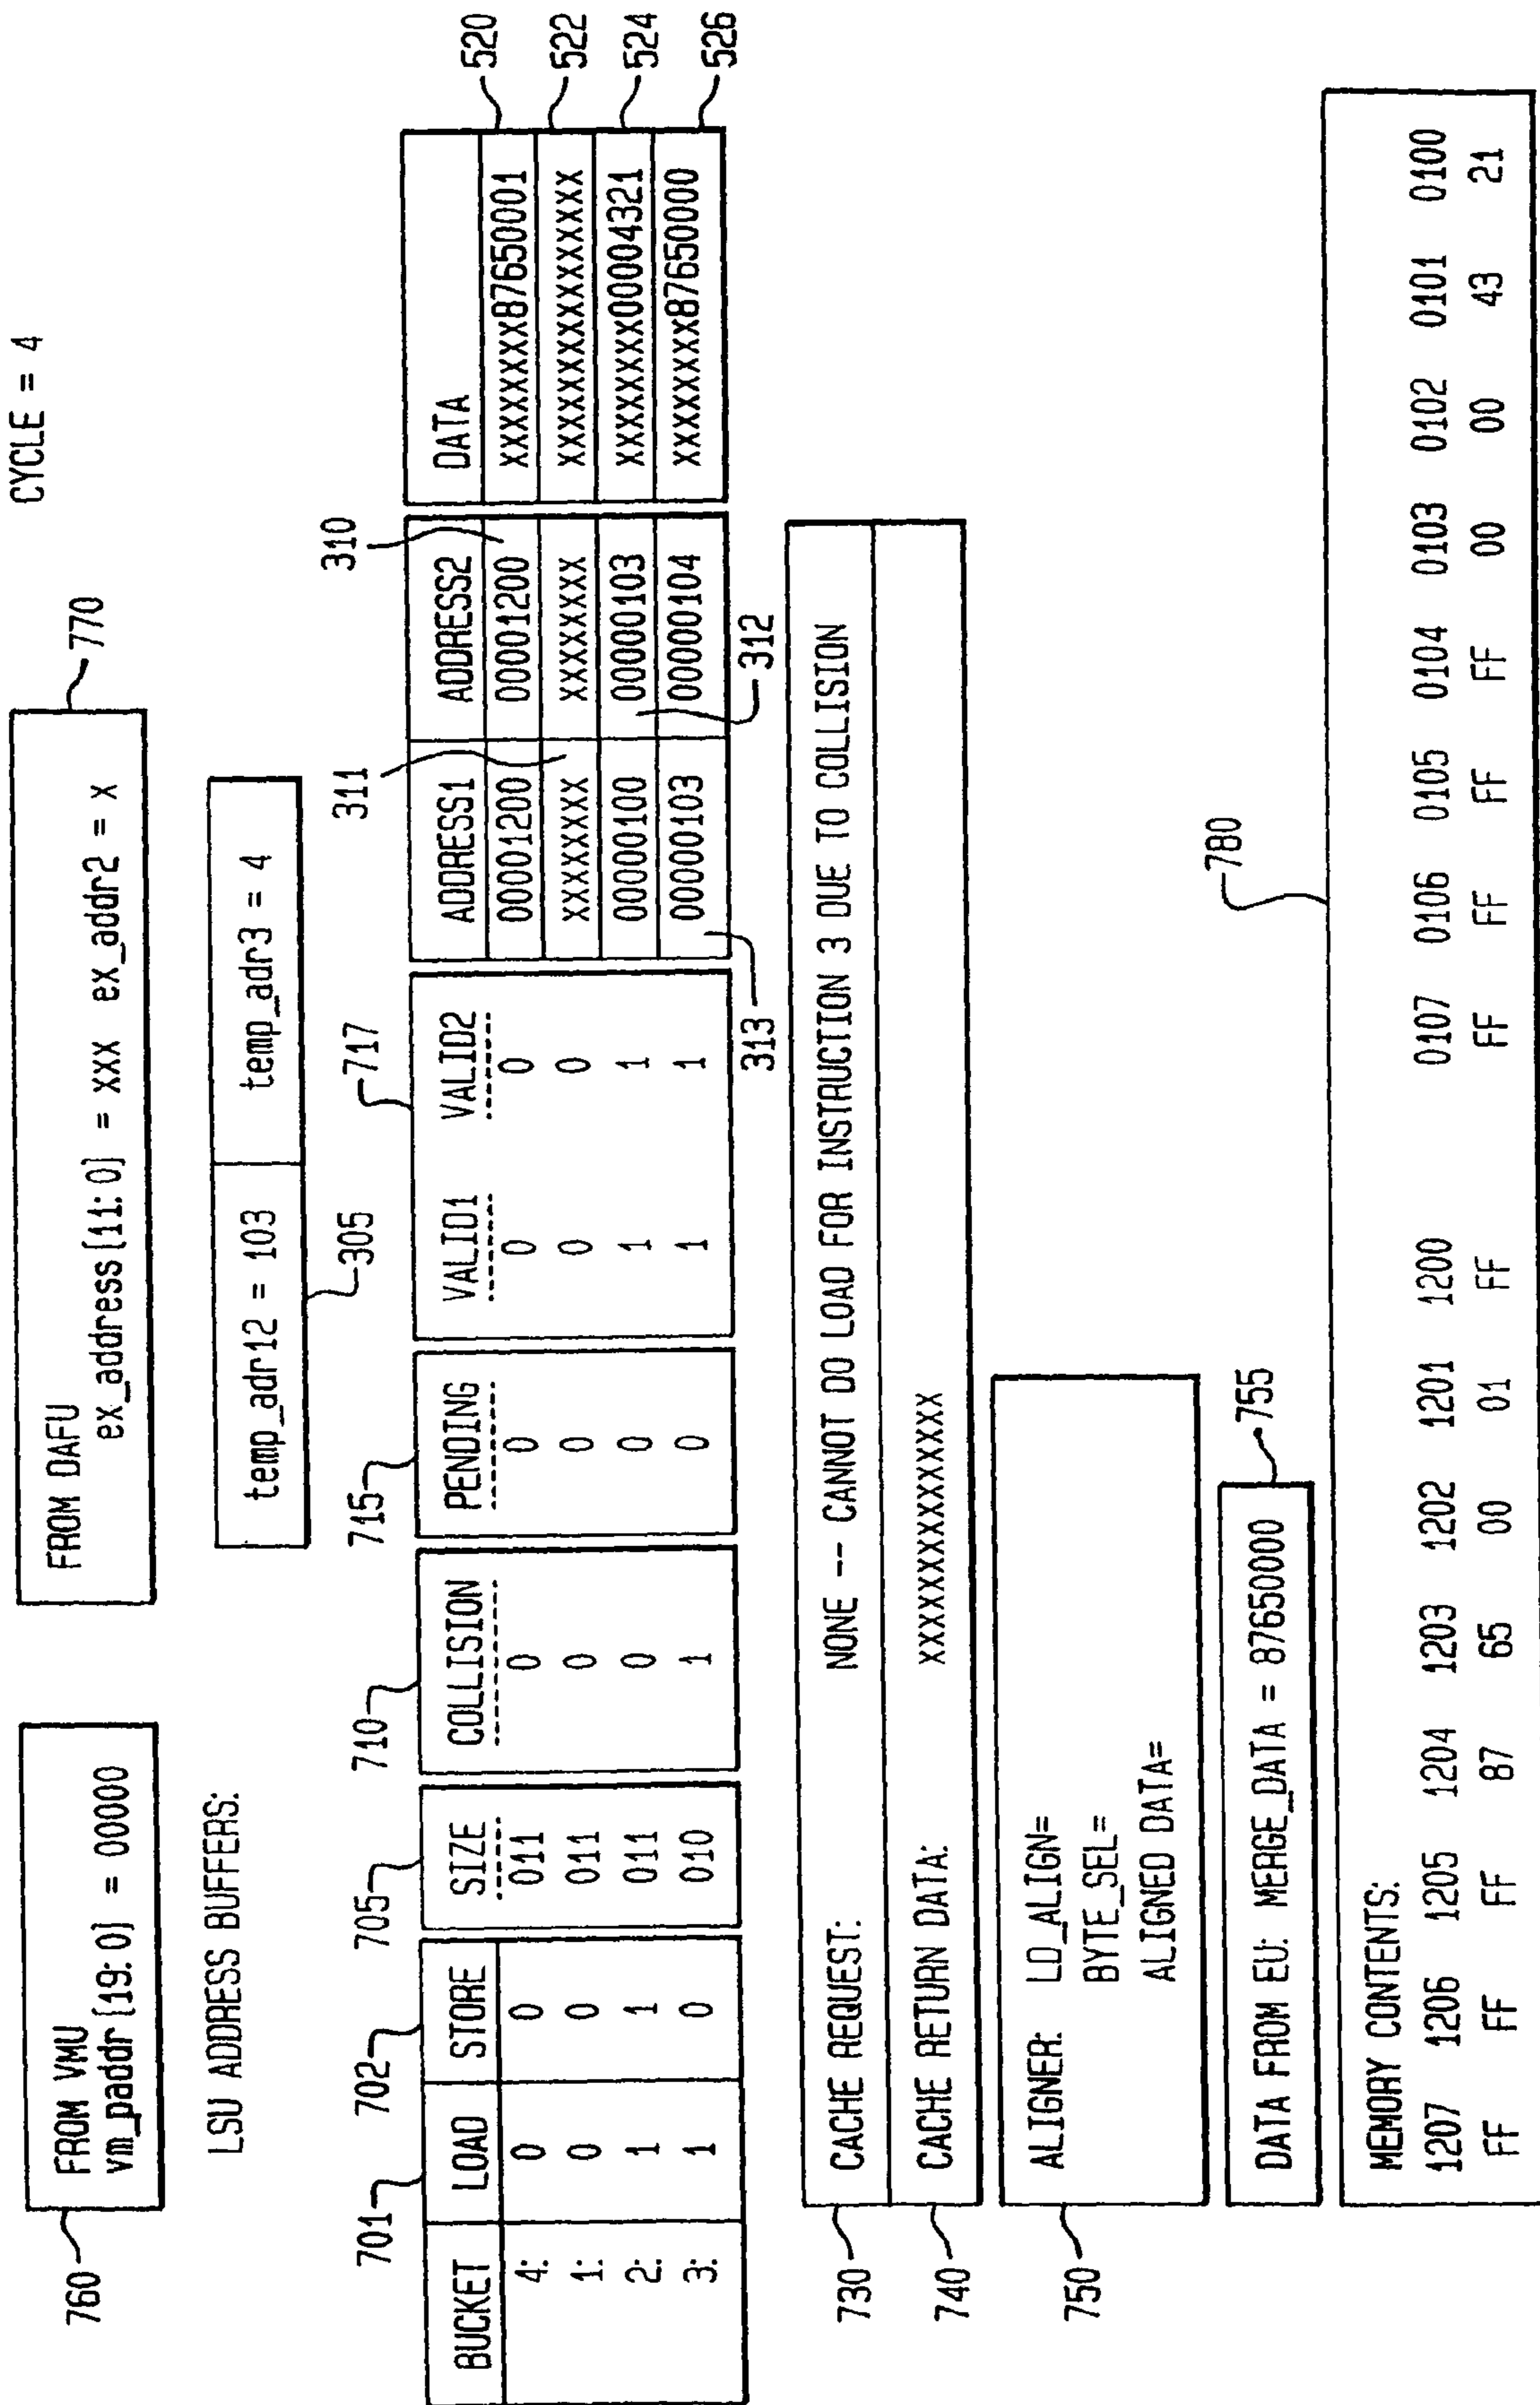 CYCLE = 4
760
FROM VMU
vm_paddr [19:0] = 00000
FROM DAFU
ex_address[11:0] = xxx ex_addr2 = x
770
LSU ADDRESS BUFFERS:
temp_adr12 = 103 temp_adr3 = 4
305
701 702 705 710 715 717 311 310
BUCKET LOAD STORE SIZE COLLISION PENDING VALID1 VALID2 ADDRESS1 ADDRESS2 DATA
4: 0 0 011 0 0 0 0 00001200 00001200 XXXXXXXX87650001 520
1: 0 0 011 0 0 0 0 XXXXXXXX XXXXXXXX XXXXXXXXXXXXXXXX 522
2: 1 1 011 0 0 1 1 00000100 00000103 XXXXXXXX00004321 524
3: 1 0 010 1 0 1 1 00000103 00000104 XXXXXXXX87650000 526
313 312
730 CACHE REQUEST: NONE -- CANNOT DO LOAD FOR INSTRUCTION 3 DUE TO COLLISION
740 CACHE RETURN DATA: XXXXXXXXXXXXXXXX
750 ALIGNER: LD_ALIGN=
BYTE_SEL=
ALIGNED DATA=
DATA FROM EU: MERGE_DATA = 87650000
755
780
MEMORY CONTENTS:
1207 1206 1205 1204 1203 1202 1201 1200 0107 0106 0105 0104 0103 0102 0101 0100
FF FF FF 87 65 00 01 FF FF FF FF FF 00 00 43 21